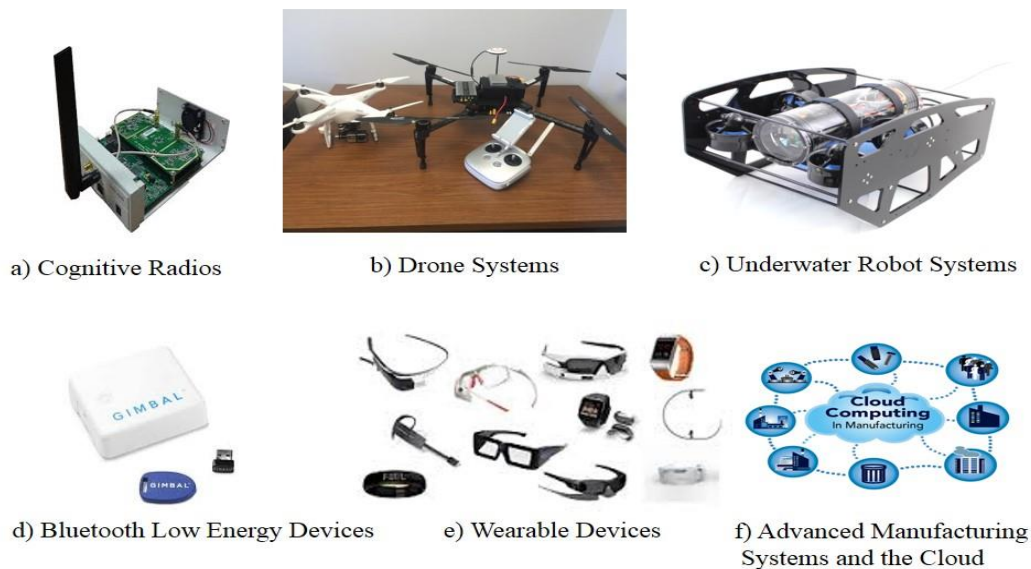 a) Cognitive Radios
b) Drone Systems
c) Underwater Robot Systems
GIMBAL
GIMBAL
Cloud
Computing
In Manufacturing
d) Bluetooth Low Energy Devices
e) Wearable Devices
f) Advanced Manufacturing
Systems and the Cloud